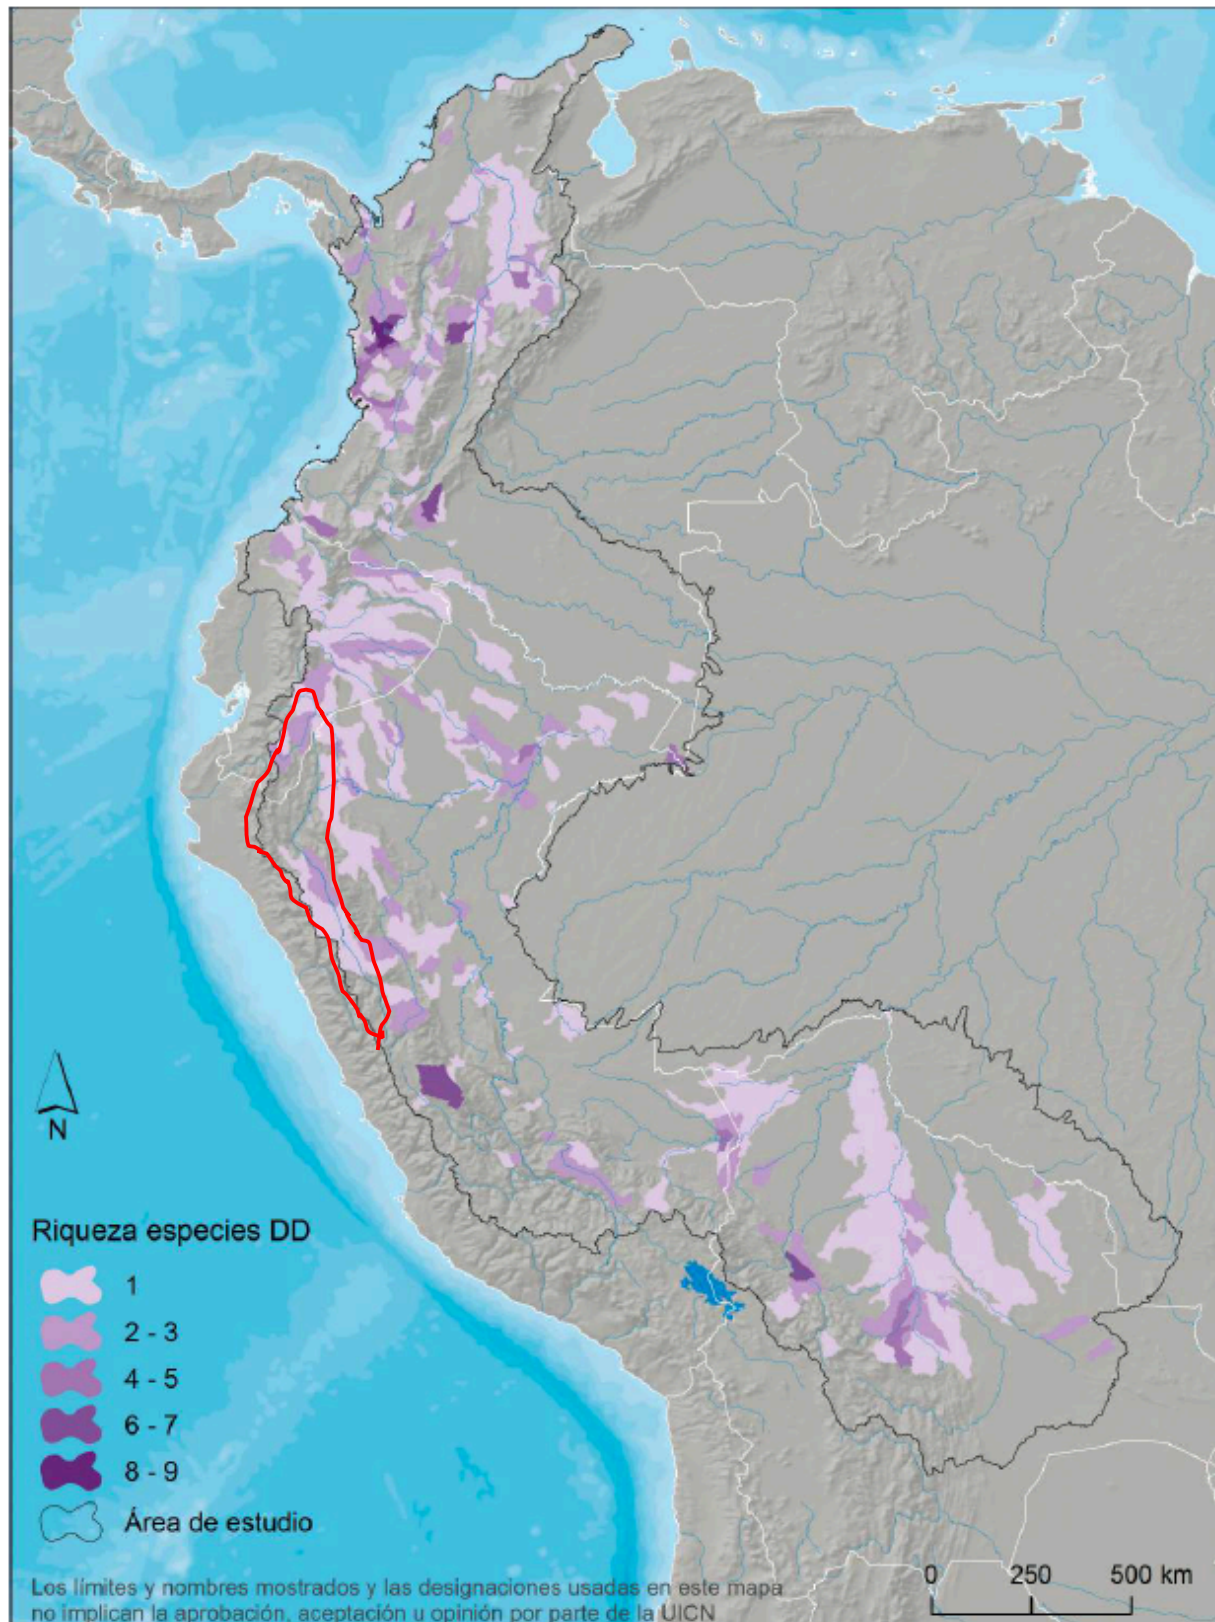 N
Riqueza especies DD
1
2 - 3
4 - 5
6 - 7
8 - 9
Área de estudio
0 250 500 km
Los límites y nombres mostrados y las designaciones usadas en este mapa
no implican la aprobación, aceptación u opinión por parte de la UICN